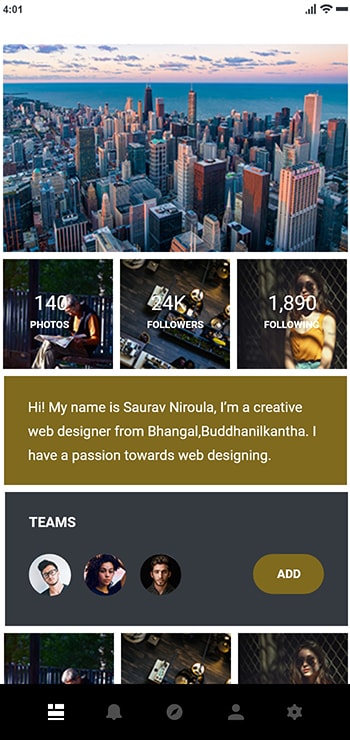 4:01
140
PHOTOS
24K
FOLLOWERS
1,890
FOLLOWING
Hi! My name is Saurav Niroula, I'm a creative
web designer from Bhangal,Buddhanilkantha. I
have a passion towards web designing.
TEAMS
ADD